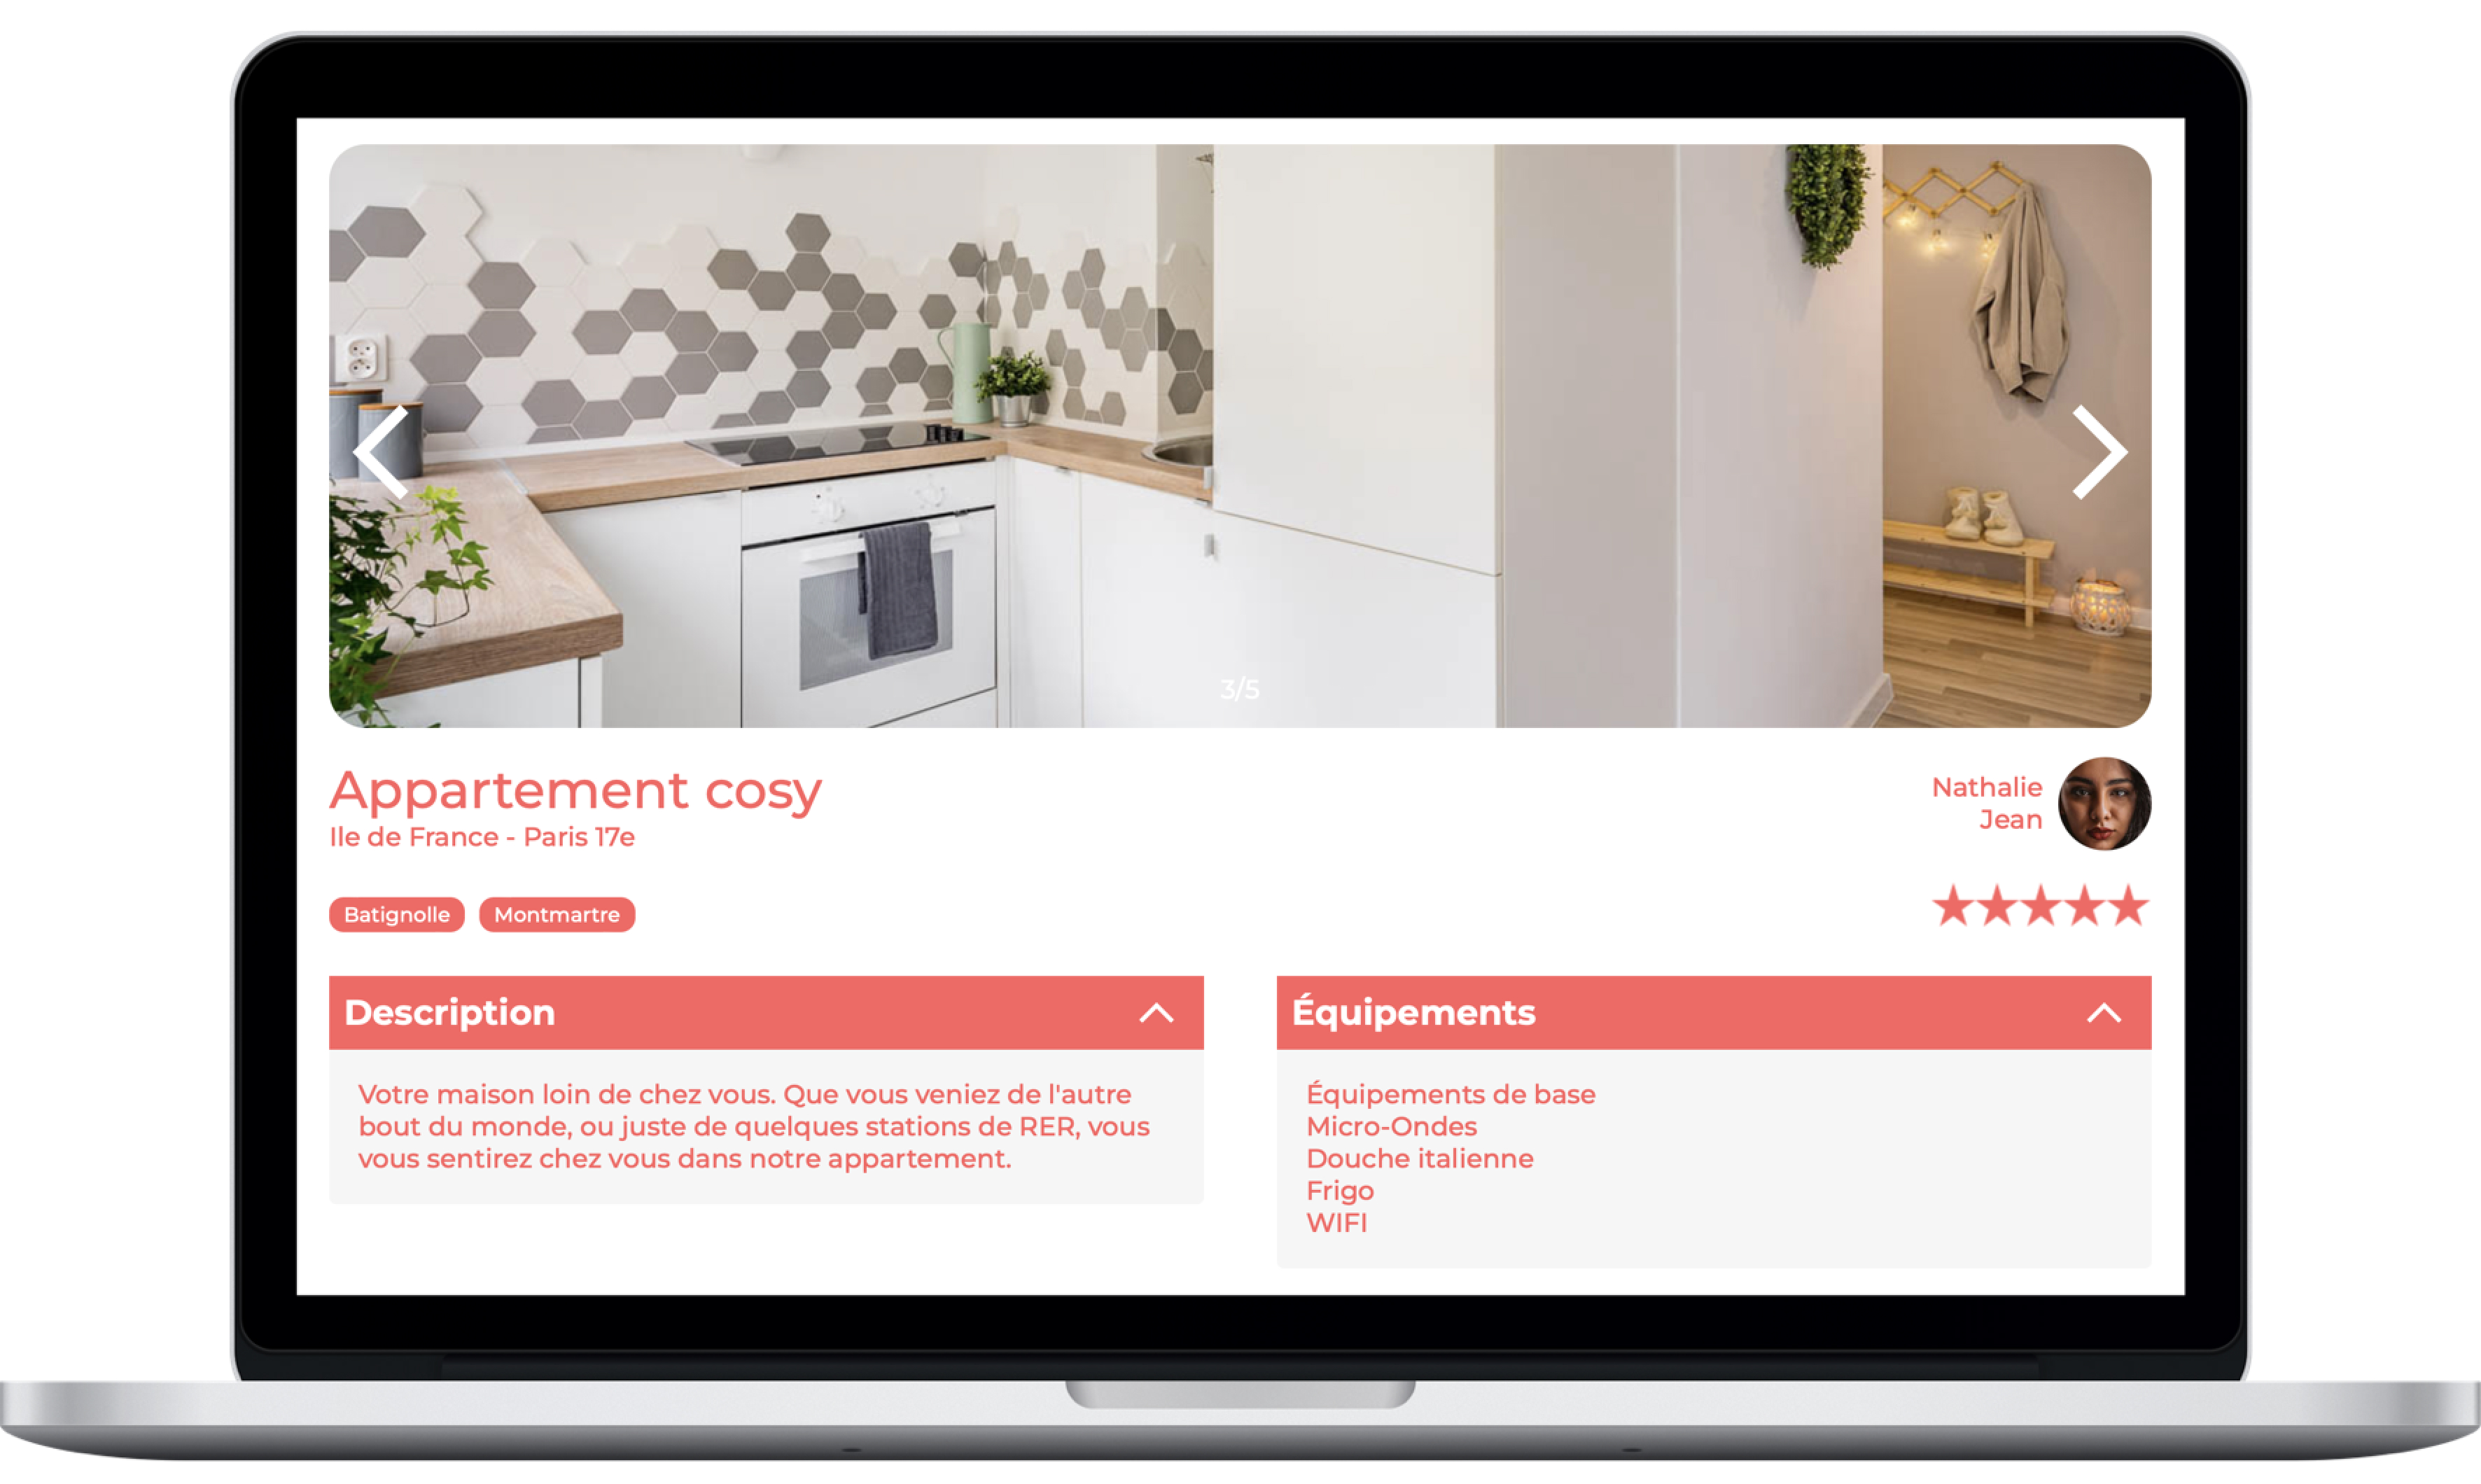 3/5
Appartement cosy
Ile de France - Paris 17e
Nathalie
Jean
Batignolle
Montmartre
Description
Votre maison loin de chez vous. Que vous veniez de l'autre
bout du monde, ou juste de quelques stations de RER, vous
vous sentirez chez vous dans notre appartement.
Équipements
Équipements de base
Micro-Ondes
Douche italienne
Frigo
WIFI